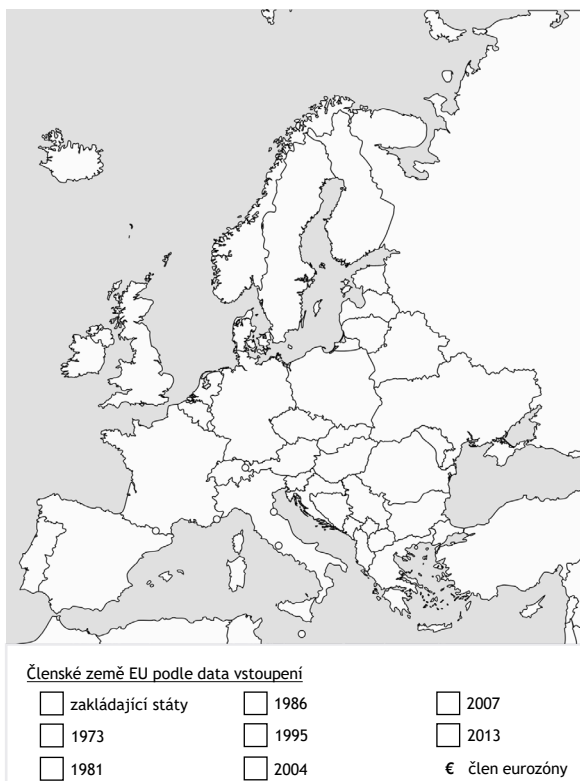 Členské země EU podle data vstoupení
zakládající státy
1973
1981
1986
1995
2004
2007
2013
€ člen eurozóny